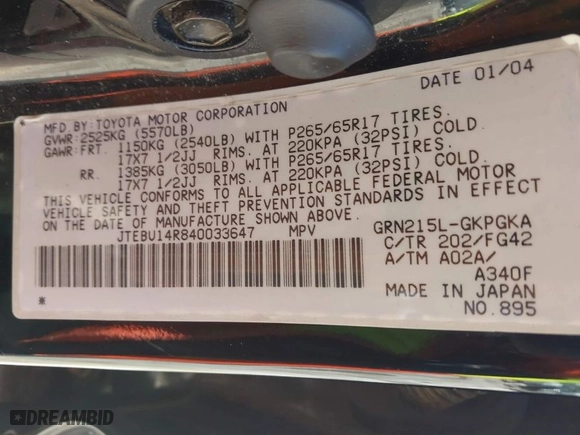 DATE 01/04
MFD BY: TOYOTA MOTOR CORPORATION
GVWR: 2525KG (5570LB)
GAWR: FRT. 1150KG (2540LB) WITH P265/65R17 TIRES.
17X7 1/2JJ RIMS. AT 220KPA (32PSI) COLD
RR. 1385KG (3050LB) WITH P265/65R17 TIRES.
17X7 1/2JJ RIMS. AT 220KPA (32PSI) COLD.
THIS VEHICLE CONFORMS TO ALL APPLICABLE FEDERAL MOTOR
VEHICLE SAFETY AND THEFT PREVENTION STANDARDS IN EFFECT
ON THE DATE OF MANUFACTURE SHOWN ABOVE.
JTEBU14R840033647 MPV GRN215L-GKPGKA
C/TR 202/FG42
A/TM A02A/
A340F
MADE IN JAPAN
NO.895
DREAMBID